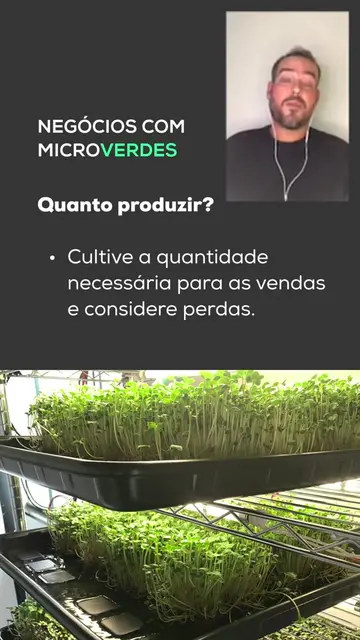 NEGÓCIOS COM
MICROVERDES
Quanto produzir?
• Cultive a quantidade
necessária para as vendas
e considere perdas.